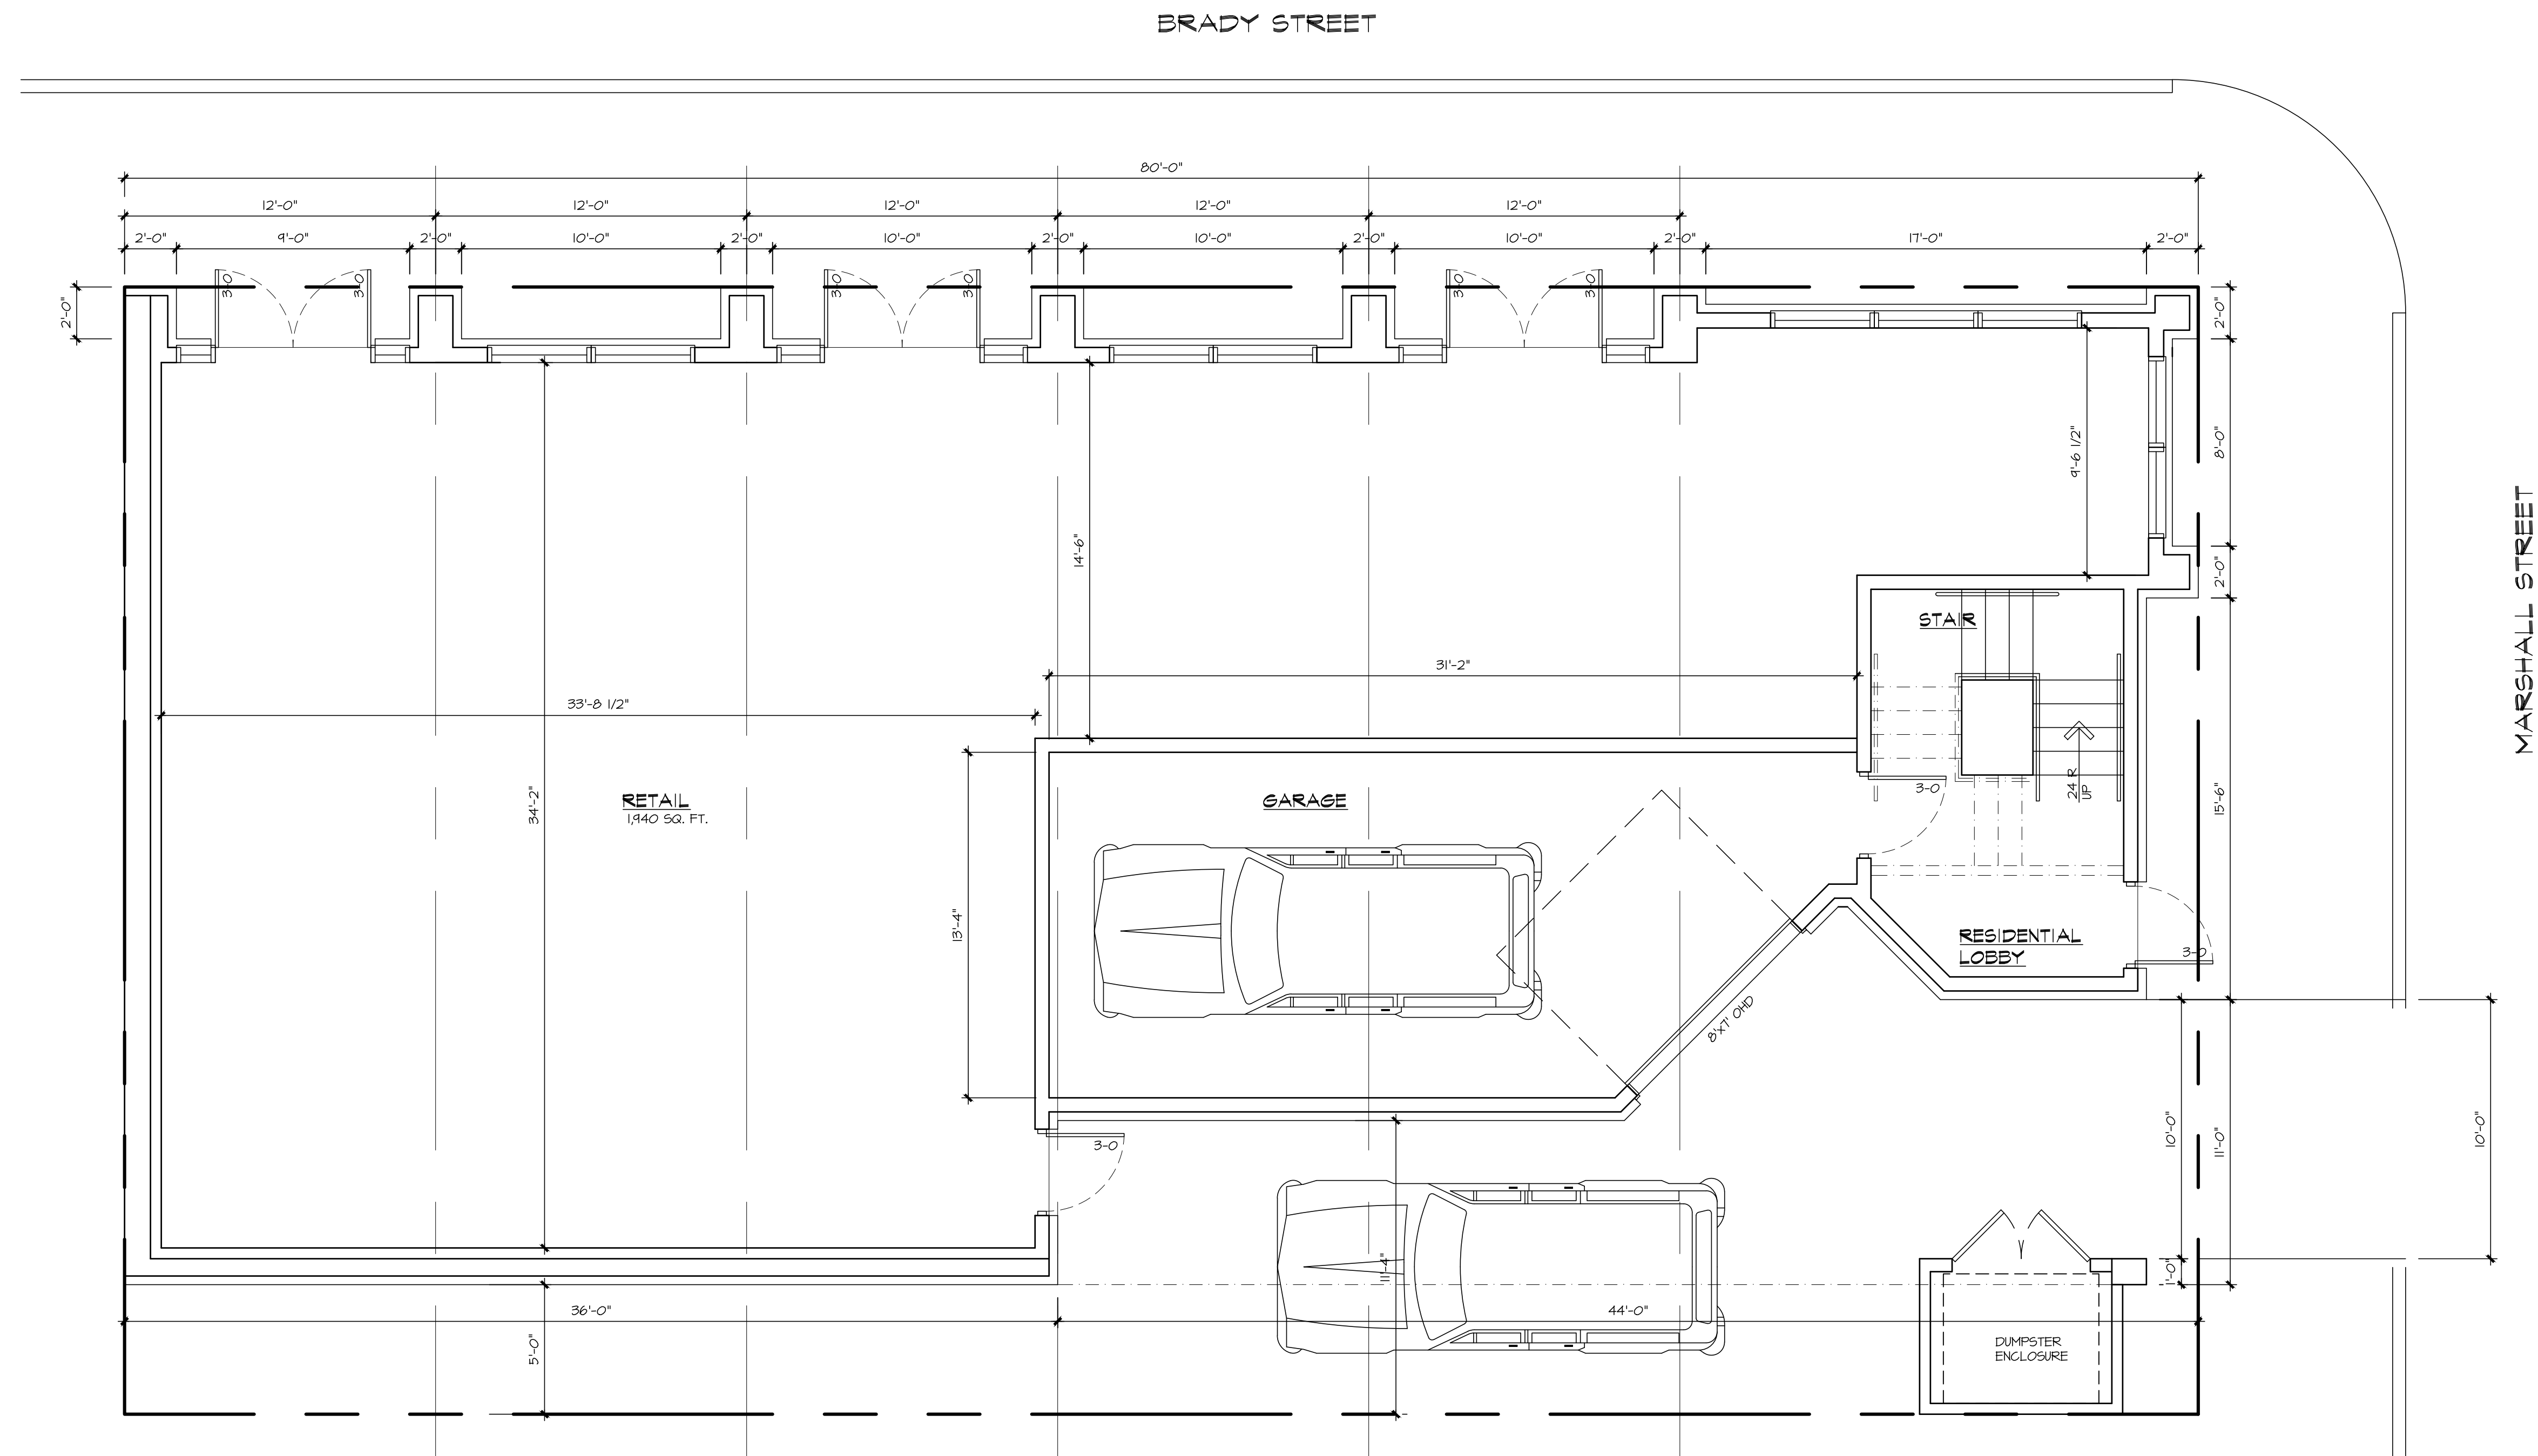 BRADY STREET
80'-0"
12'-0" 12'-0" 12'-0" 12'-0" 12'-0"
2'-0" 9'-0" 2'-0" 10'-0" 2'-0" 10'-0" 2'-0" 10'-0" 2'-0" 10'-0" 2'-0" 17'-0" 2'-0"
3-0 3-0 3-0 3-0 3-0 3-0
2'-0"
2'-0"
8'-0"
9'-6 1/2"
14'-6"
2'-0"
MARSHALL STREET
STAIR
31'-2"
33'-8 1/2"
34'-2"
RETAIL
1,940 SQ. FT.
GARAGE
3-0
24 R
UP
15'-6"
13'-4"
RESIDENTIAL
LOBBY
3-0
8'x7' OHD
3-0
10'-0"
11'-0"
10'-0"
11'-4"
1'-0"
36'-0"
44'-0"
5'-0"
DUMPSTER
ENCLOSURE